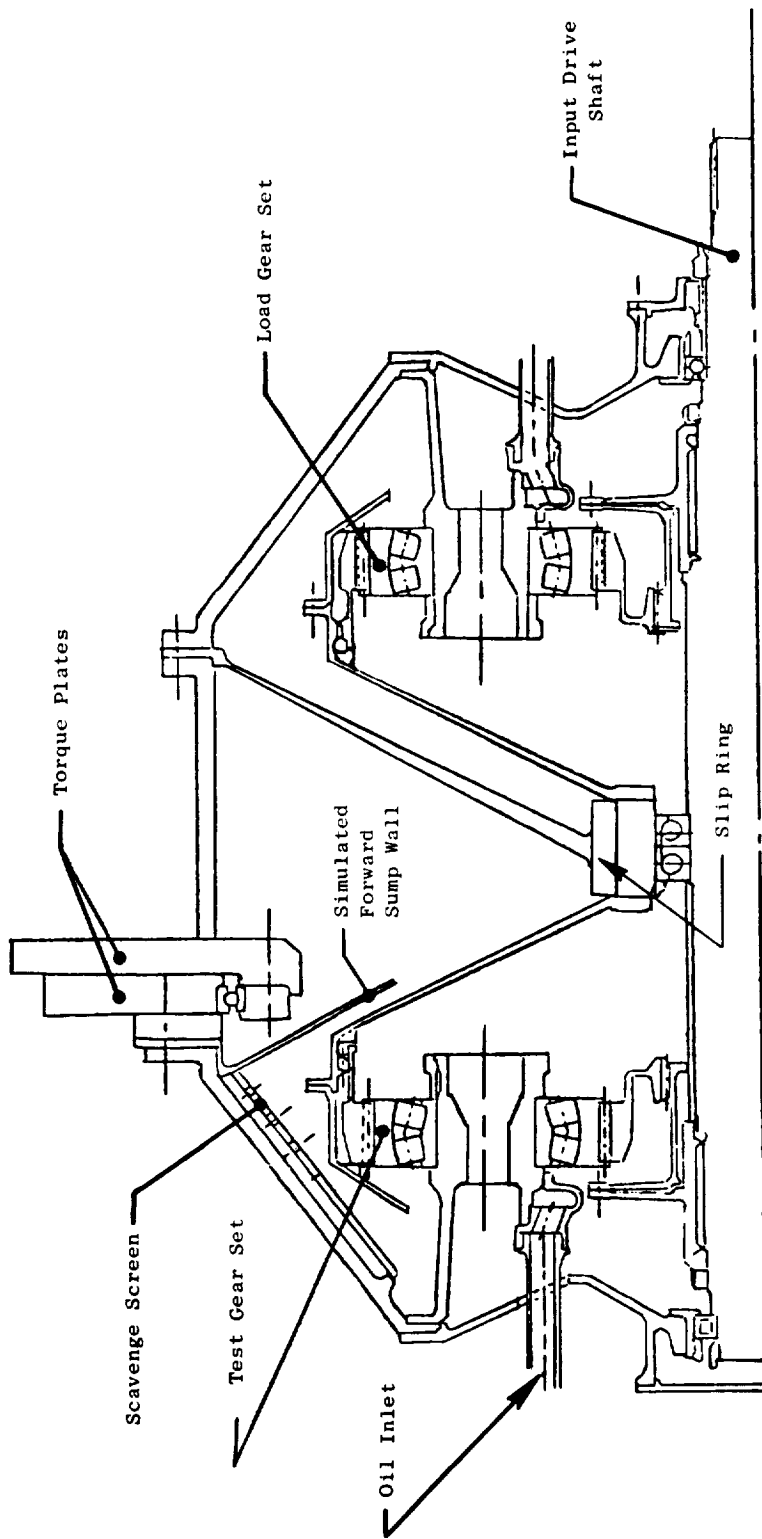 Torque Plates
Load Gear Set
Input Drive
Shaft
Scavenge Screen
Test Gear Set
Oil Inlet
Simulated
Forward
Sump Wall
Slip Ring